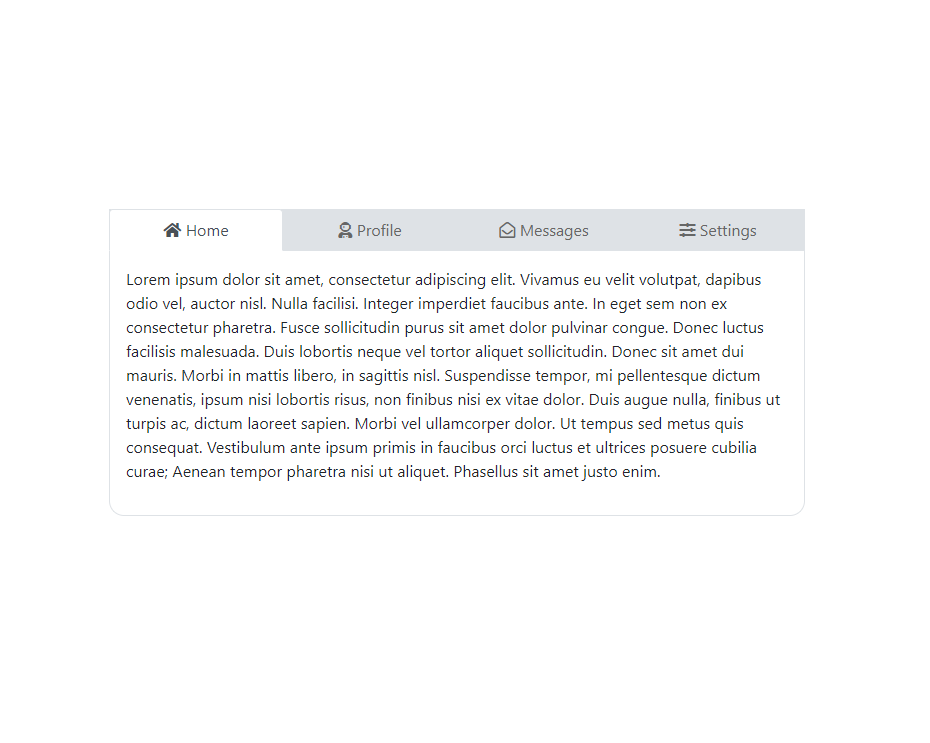 Home Profile Messages Settings
Lorem ipsum dolor sit amet, consectetur adipiscing elit. Vivamus eu velit volutpat, dapibus
odio vel, auctor nisl. Nulla facilisi. Integer imperdiet faucibus ante. In eget sem non ex
consectetur pharetra. Fusce sollicitudin purus sit amet dolor pulvinar congue. Donec luctus
facilisis malesuada. Duis lobortis neque vel tortor aliquet sollicitudin. Donec sit amet dui
mauris. Morbi in mattis libero, in sagittis nisl. Suspendisse tempor, mi pellentesque dictum
venenatis, ipsum nisi lobortis risus, non finibus nisi ex vitae dolor. Duis augue nulla, finibus ut
turpis ac, dictum laoreet sapien. Morbi vel ullamcorper dolor. Ut tempus sed metus quis
consequat. Vestibulum ante ipsum primis in faucibus orci luctus et ultrices posuere cubilia
curae; Aenean tempor pharetra nisi ut aliquet. Phasellus sit amet justo enim.